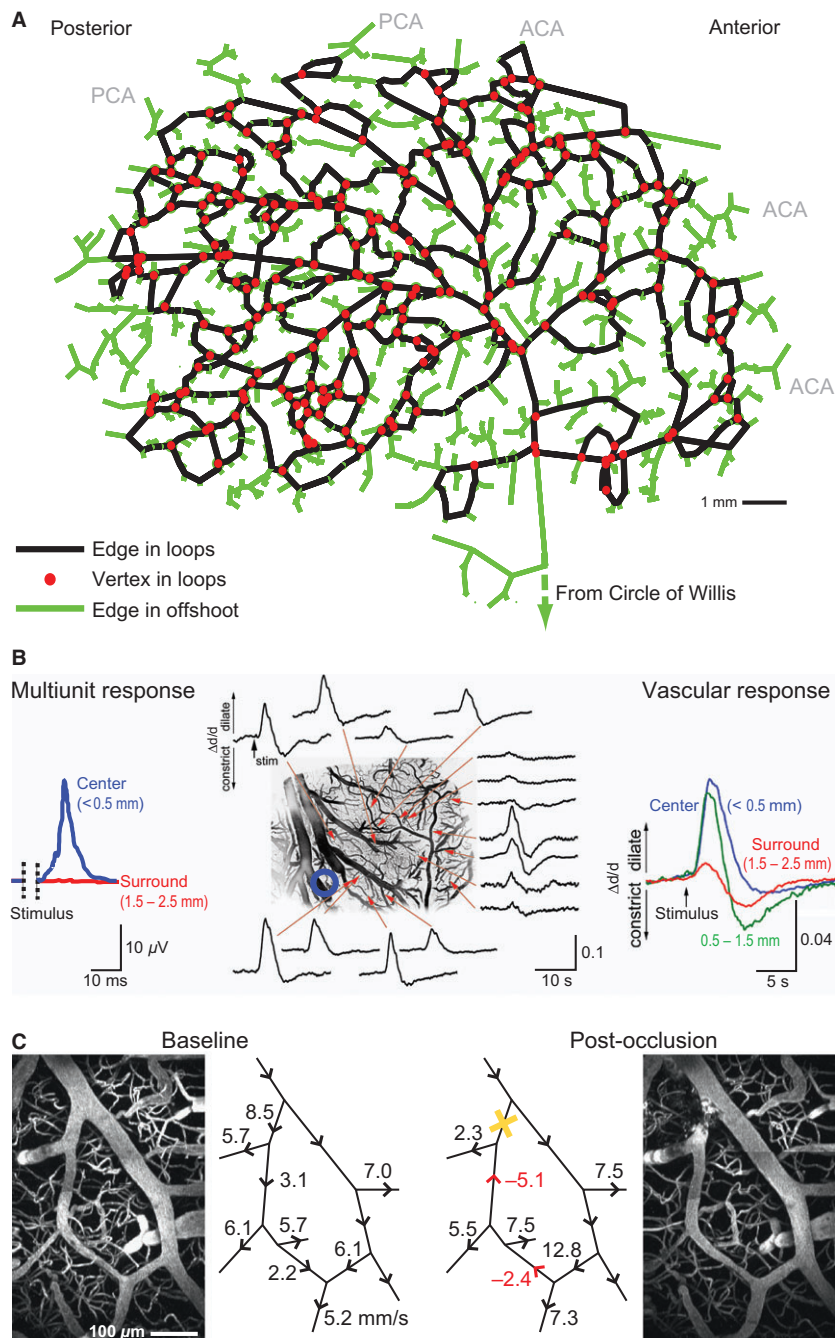 A
Posterior
PCA
ACA
Anterior
PCA
ACA
ACA
1 mm
Edge in loops
Vertex in loops
Edge in offshoot
From Circle of Willis
B
Multiunit response
Vascular response
Center
(<0.5 mm)
Surround
(1.5 – 2.5 mm)
Stimulus
10 µV
10 ms
Δd/d
constrict
dilate
stim
0.1
10 s
Center
(< 0.5 mm)
Surround
(1.5 – 2.5 mm)
Δd/d
constrict
dilate
Stimulus
0.5 – 1.5 mm
0.04
5 s
C
Baseline
Post-occlusion
8.5
5.7
3.1
7.0
6.1
5.7
6.1
2.2
5.2 mm/s
2.3
–5.1
7.5
5.5
7.5
12.8
–2.4
7.3
100 µm